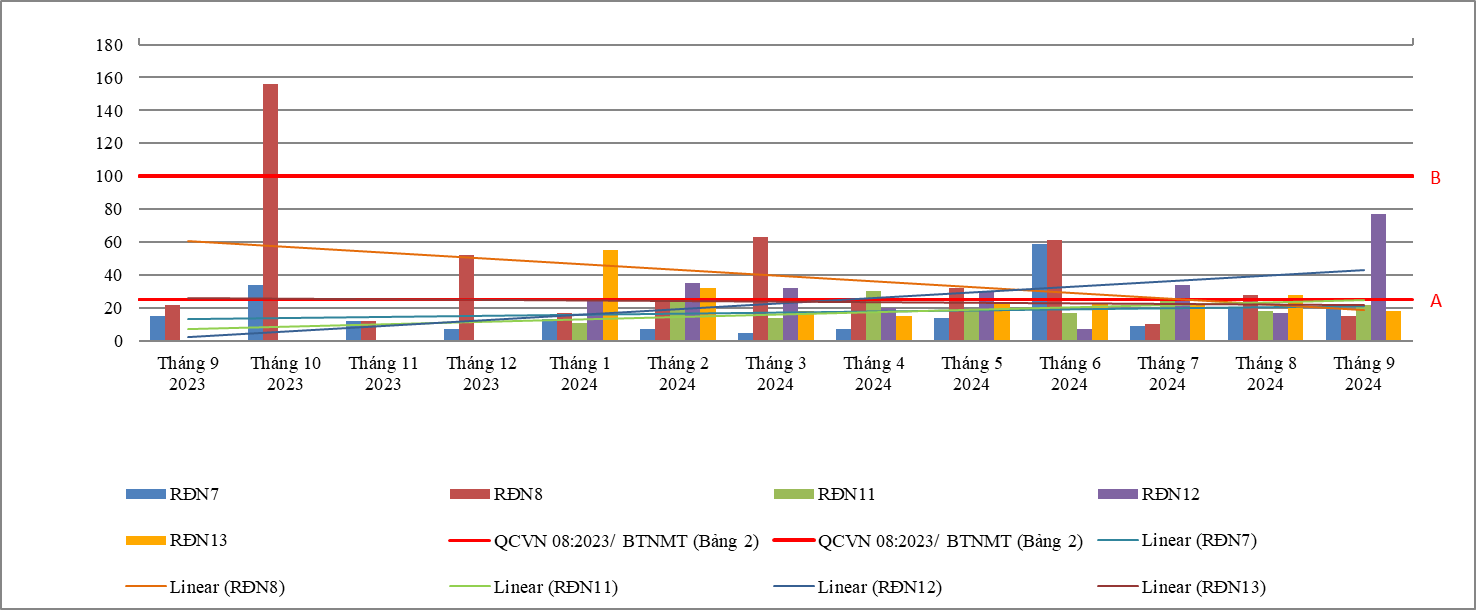 180
160
140
120
100
B
80
60
40
A
20
0
Tháng 9 Tháng 10 Tháng 11 Tháng 12 Tháng 1 Tháng 2 Tháng 3 Tháng 4 Tháng 5 Tháng 6 Tháng 7 Tháng 8 Tháng 9
2023 2023 2023 2023 2024 2024 2024 2024 2024 2024 2024 2024 2024
RĐN7 RĐN8 RĐN11 RĐN12
RĐN13 QCVN 08:2023/ BTNMT (Bảng 2) QCVN 08:2023/ BTNMT (Bảng 2) Linear (RĐN7)
Linear (RĐN8) Linear (RĐN11) Linear (RĐN12) Linear (RĐN13)